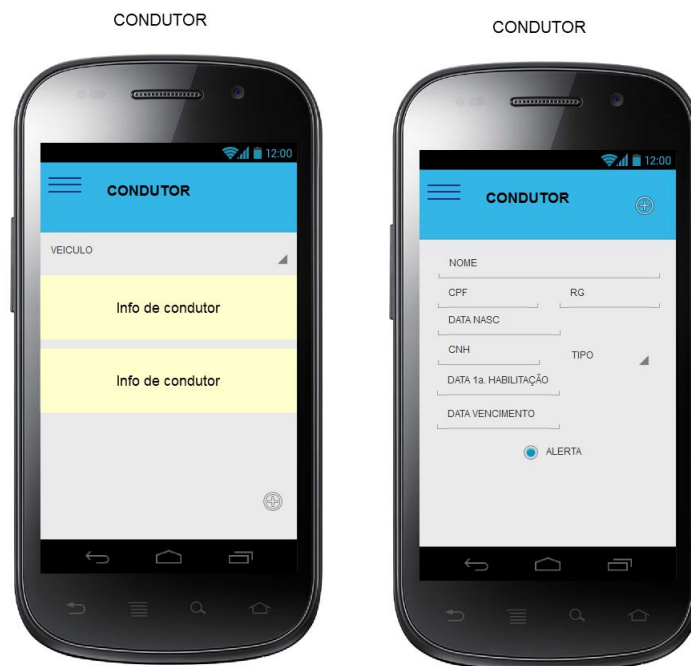 CONDUTOR
12:00
CONDUTOR
VEICULO
Info de condutor
Info de condutor
CONDUTOR
12:00
CONDUTOR
NOME
CPF RG
DATA NASC
CNH TIPO
DATA 1a. HABILITAÇÃO
DATA VENCIMENTO
ALERTA